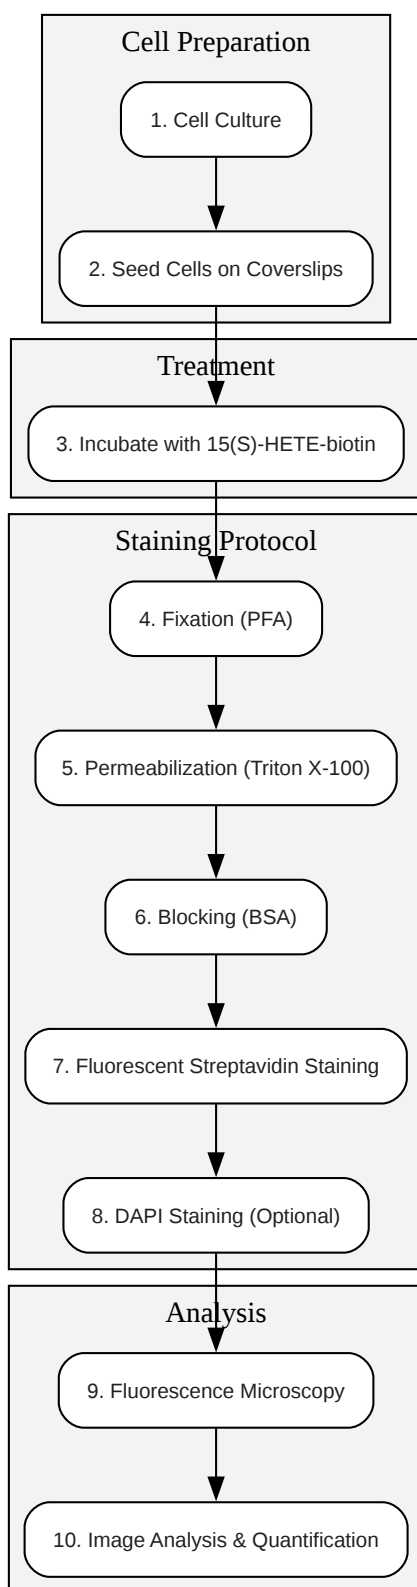 Cell Preparation
1. Cell Culture
2. Seed Cells on Coverslips
Treatment
3. Incubate with 15(S)-HETE-biotin
Staining Protocol
4. Fixation (PFA)
5. Permeabilization (Triton X-100)
6. Blocking (BSA)
7. Fluorescent Streptavidin Staining
8. DAPI Staining (Optional)
Analysis
9. Fluorescence Microscopy
10. Image Analysis & Quantification